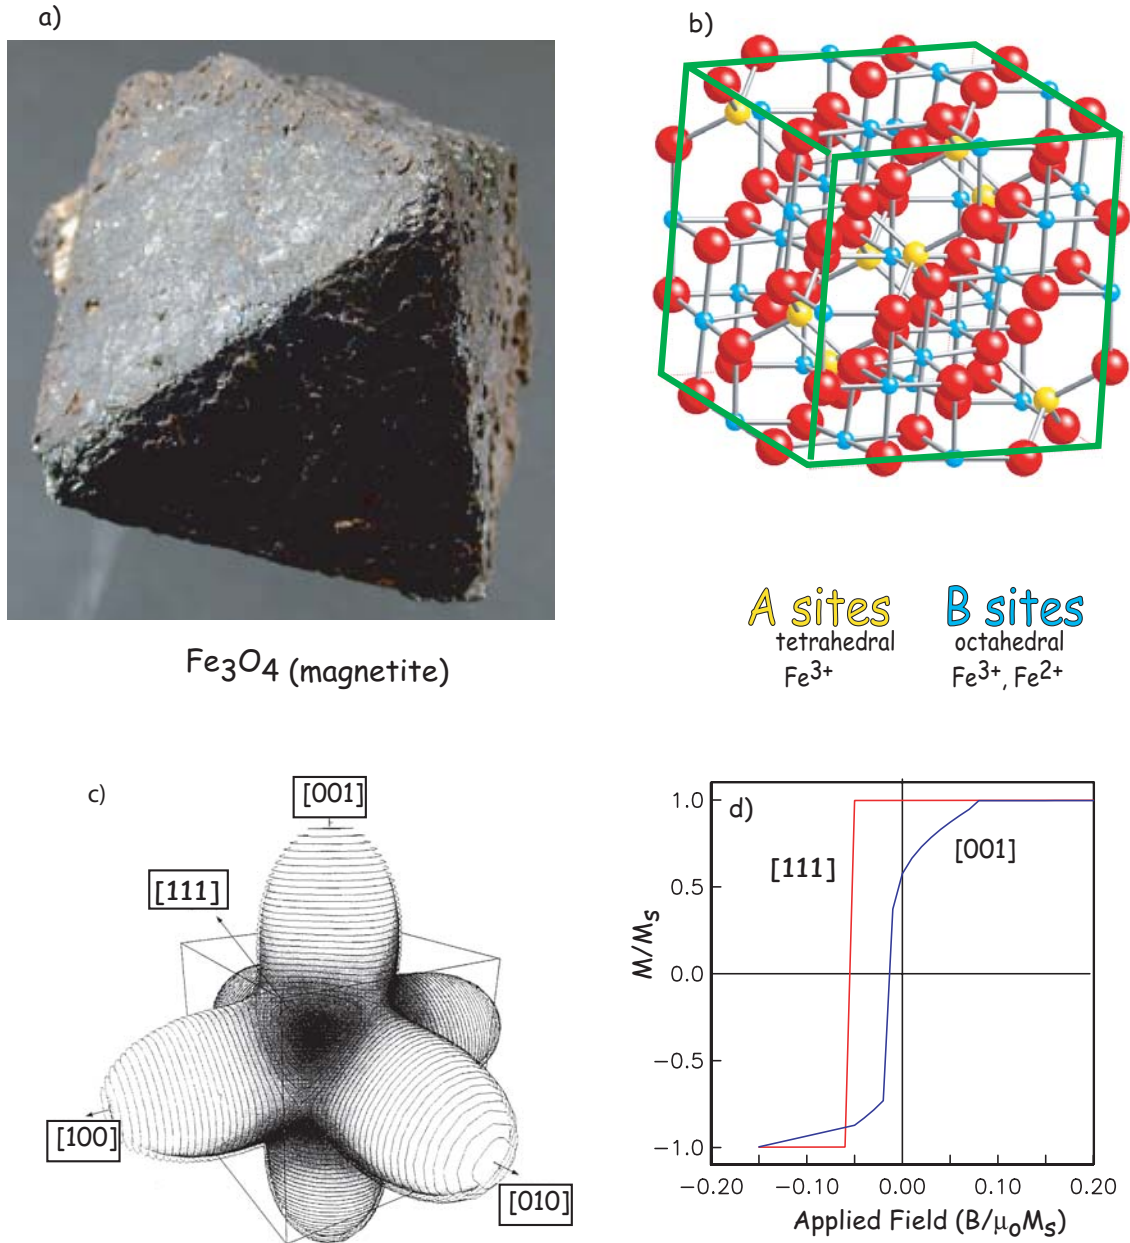 a)
b)
Fe3O4 (magnetite)
A sites
tetrahedral
Fe3+
B sites
octahedral
Fe3+, Fe2+
c)
[001]
[111]
[100]
[010]
d)
[111]
[001]
M/Ms
1.0
0.5
0.0
−0.5
−1.0
−0.20
−0.10
0.00
0.10
0.20
Applied Field (B/μoMs)